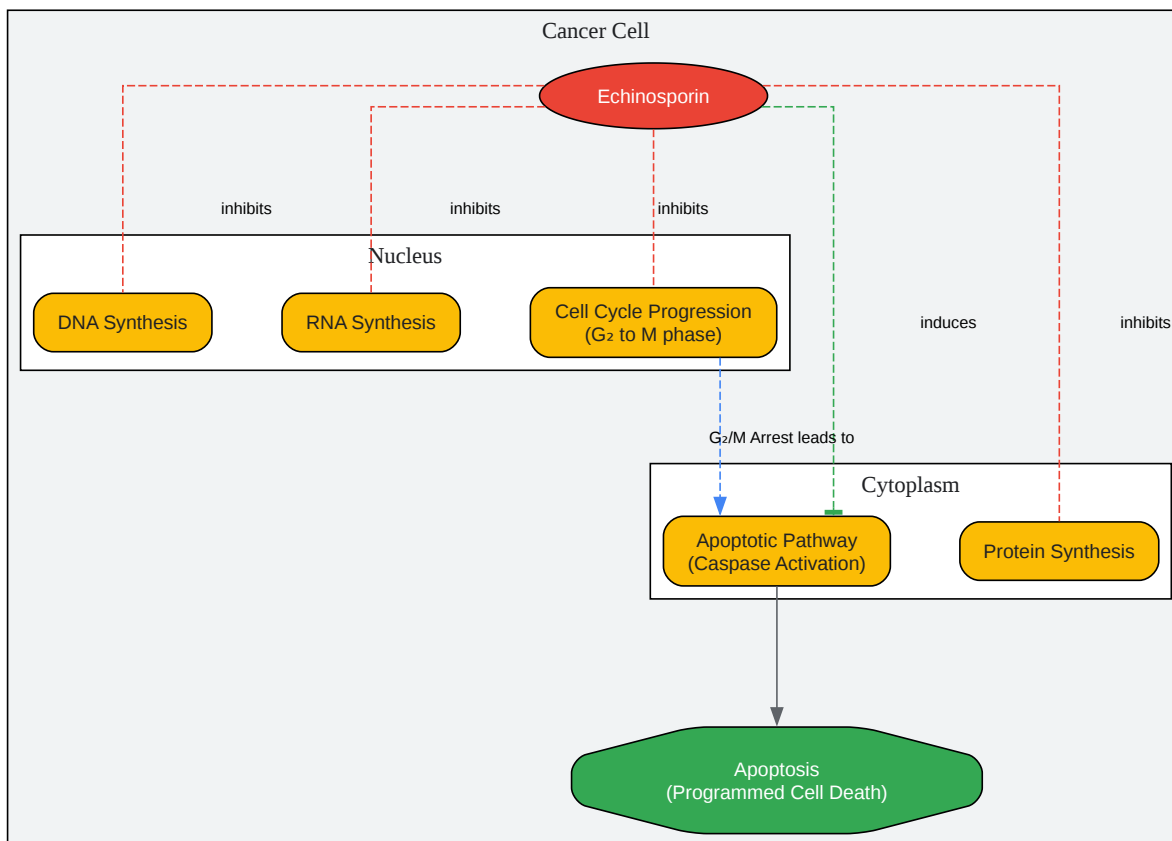 Cancer Cell
Echinosporin
inhibits
inhibits
inhibits
Nucleus
DNA Synthesis
RNA Synthesis
Cell Cycle Progression
(G₂ to M phase)
induces
inhibits
G₂/M Arrest leads to
Cytoplasm
Apoptotic Pathway
(Caspase Activation)
Protein Synthesis
Apoptosis
(Programmed Cell Death)